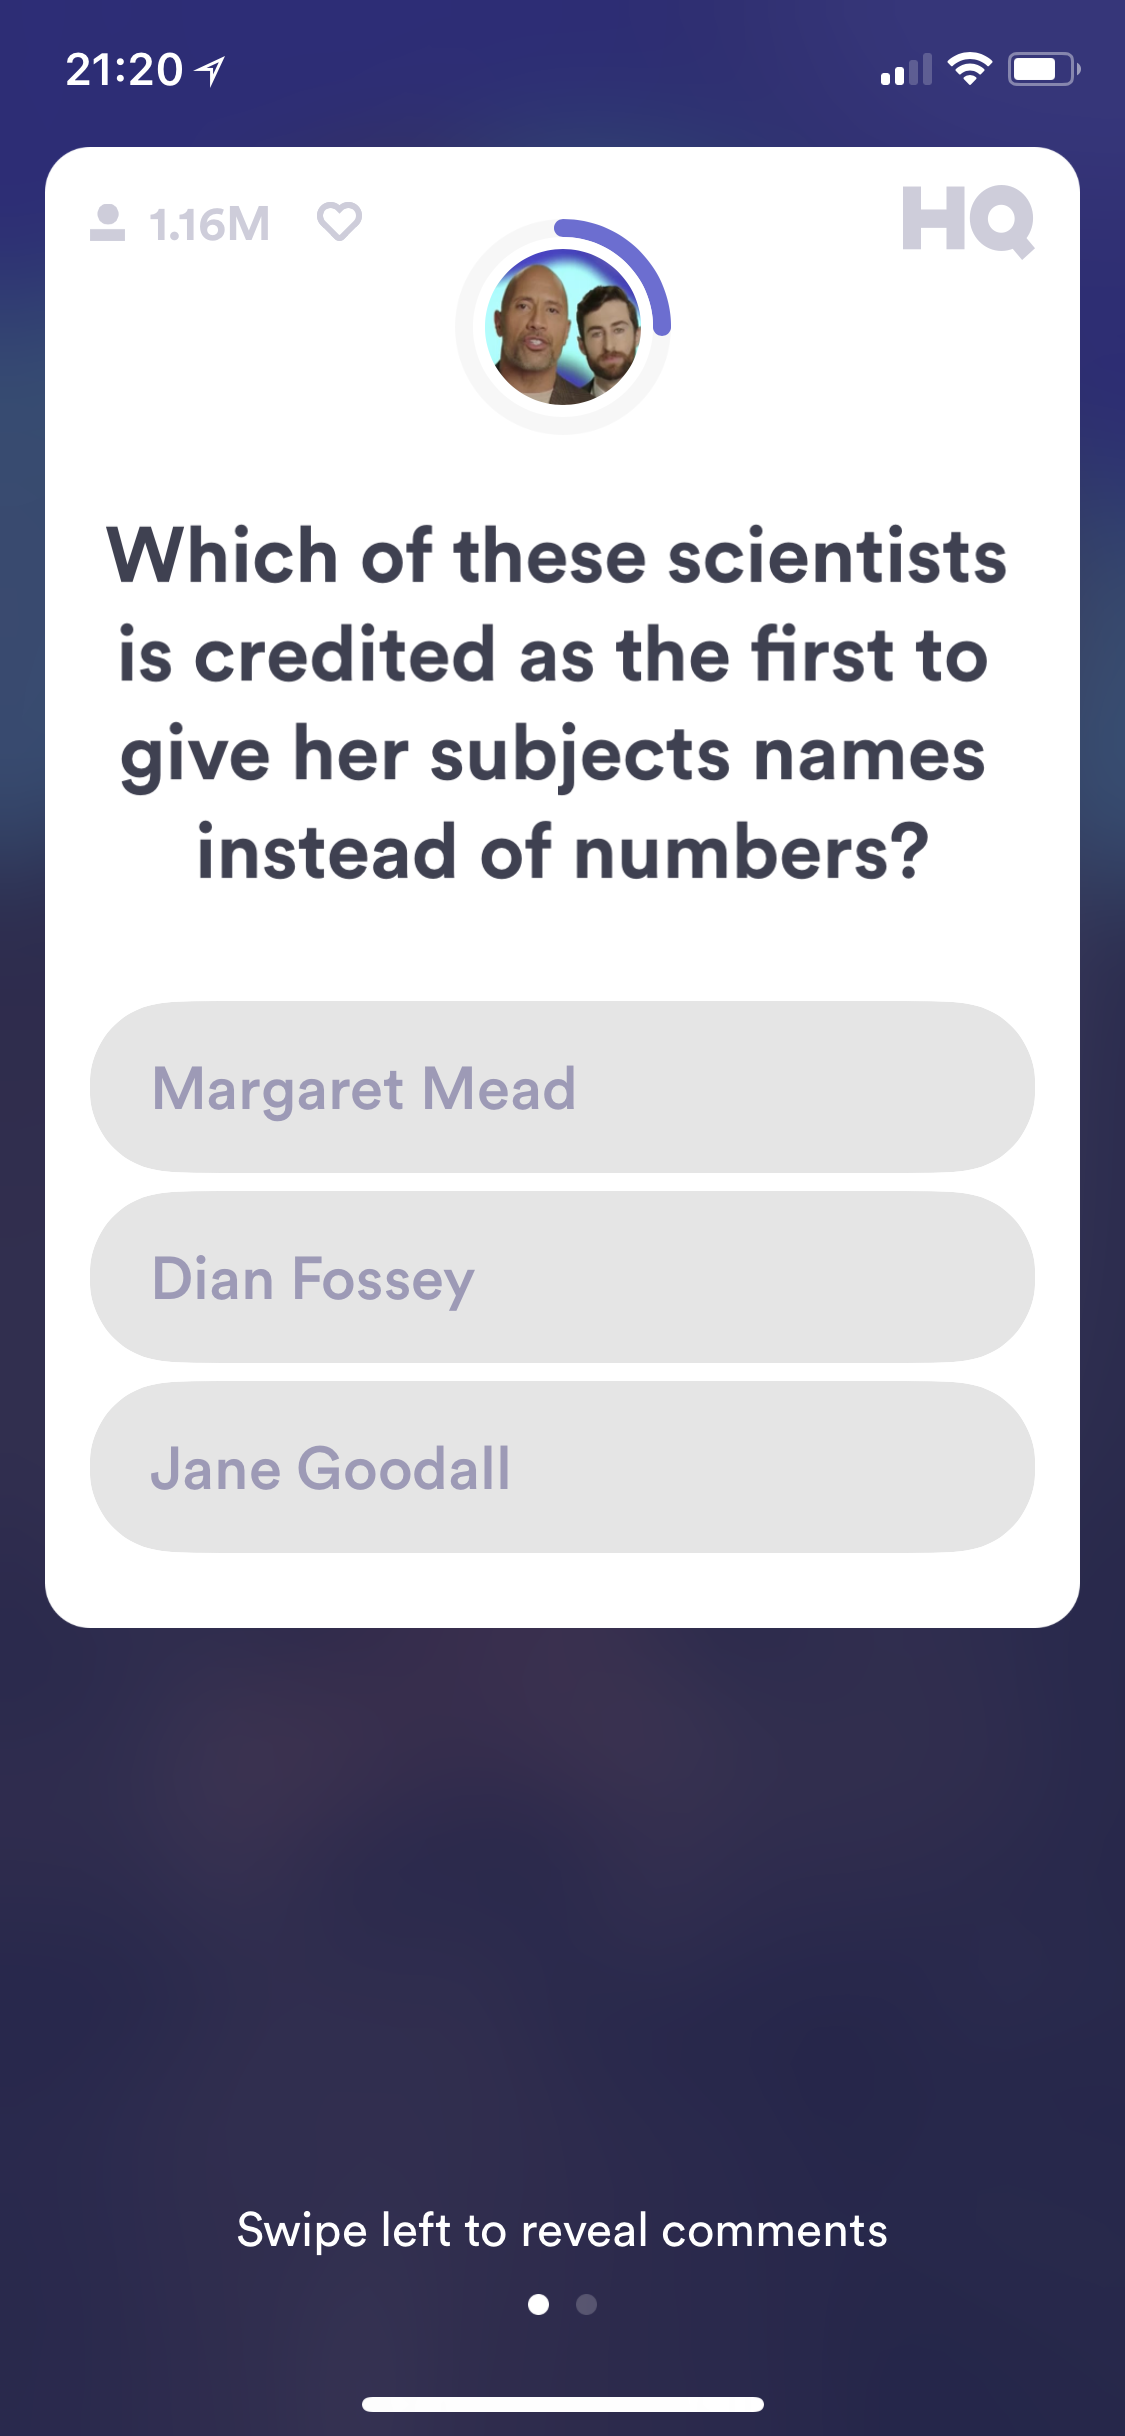 21:20
1.16M
HQ
Which of these scientists
is credited as the first to
give her subjects names
instead of numbers?
Margaret Mead
Dian Fossey
Jane Goodall
Swipe left to reveal comments